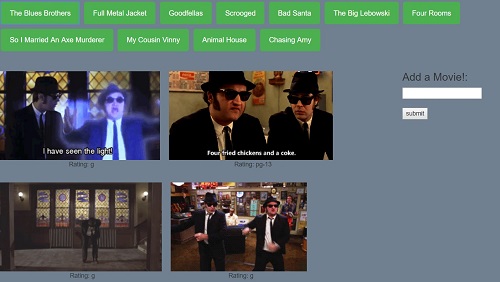 The Blues Brothers Full Metal Jacket Goodfellas Scrooged Bad Santa The Big Lebowski Four Rooms
So I Married An Axe Murderer My Cousin Vinny Animal House Chasing Amy
Add a Movie!:
submit
I have seen the light!
Four fried chickens and a coke.
Rating: g Rating: pg-13
Rating: g Rating: g